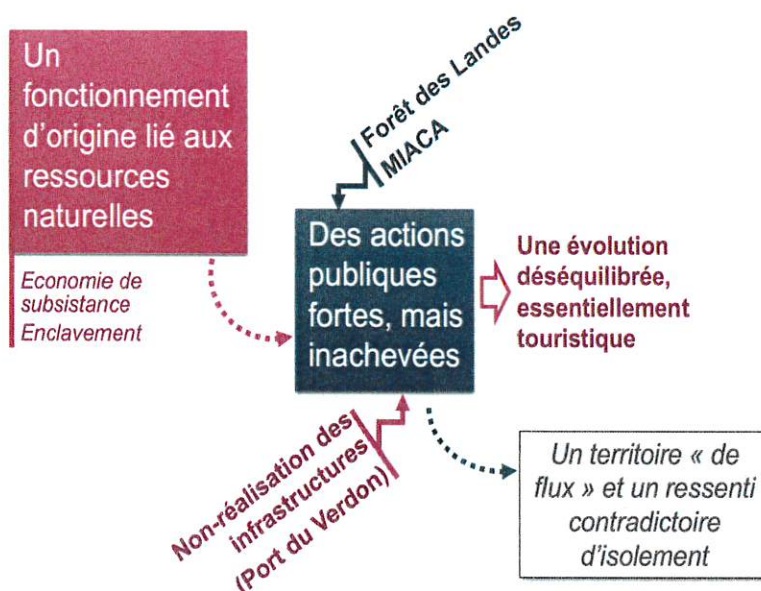 Un
fonctionnement
d'origine lié aux
ressources
naturelles
Economie de
subsistance
Enclavement
Forêt des Landes
MIACA
Des actions
publiques
fortes, mais
inachevées
Une évolution
déséquilibrée,
essentiellement
touristique
Non-réalisation des
infrastructures
(Port du Verdon)
Un territoire « de
flux » et un ressenti
contradictoire
d'isolement